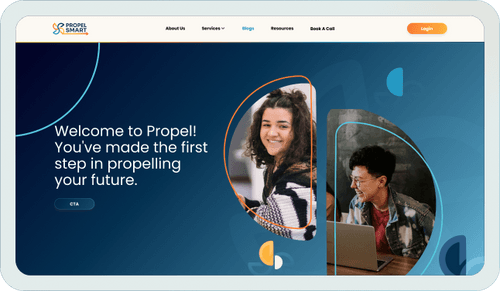 PROPEL
SMART
About Us
Services
Blogs
Resources
Book A Call
Login
Welcome to Propel!
You've made the first
step in propelling
your future.
CTA